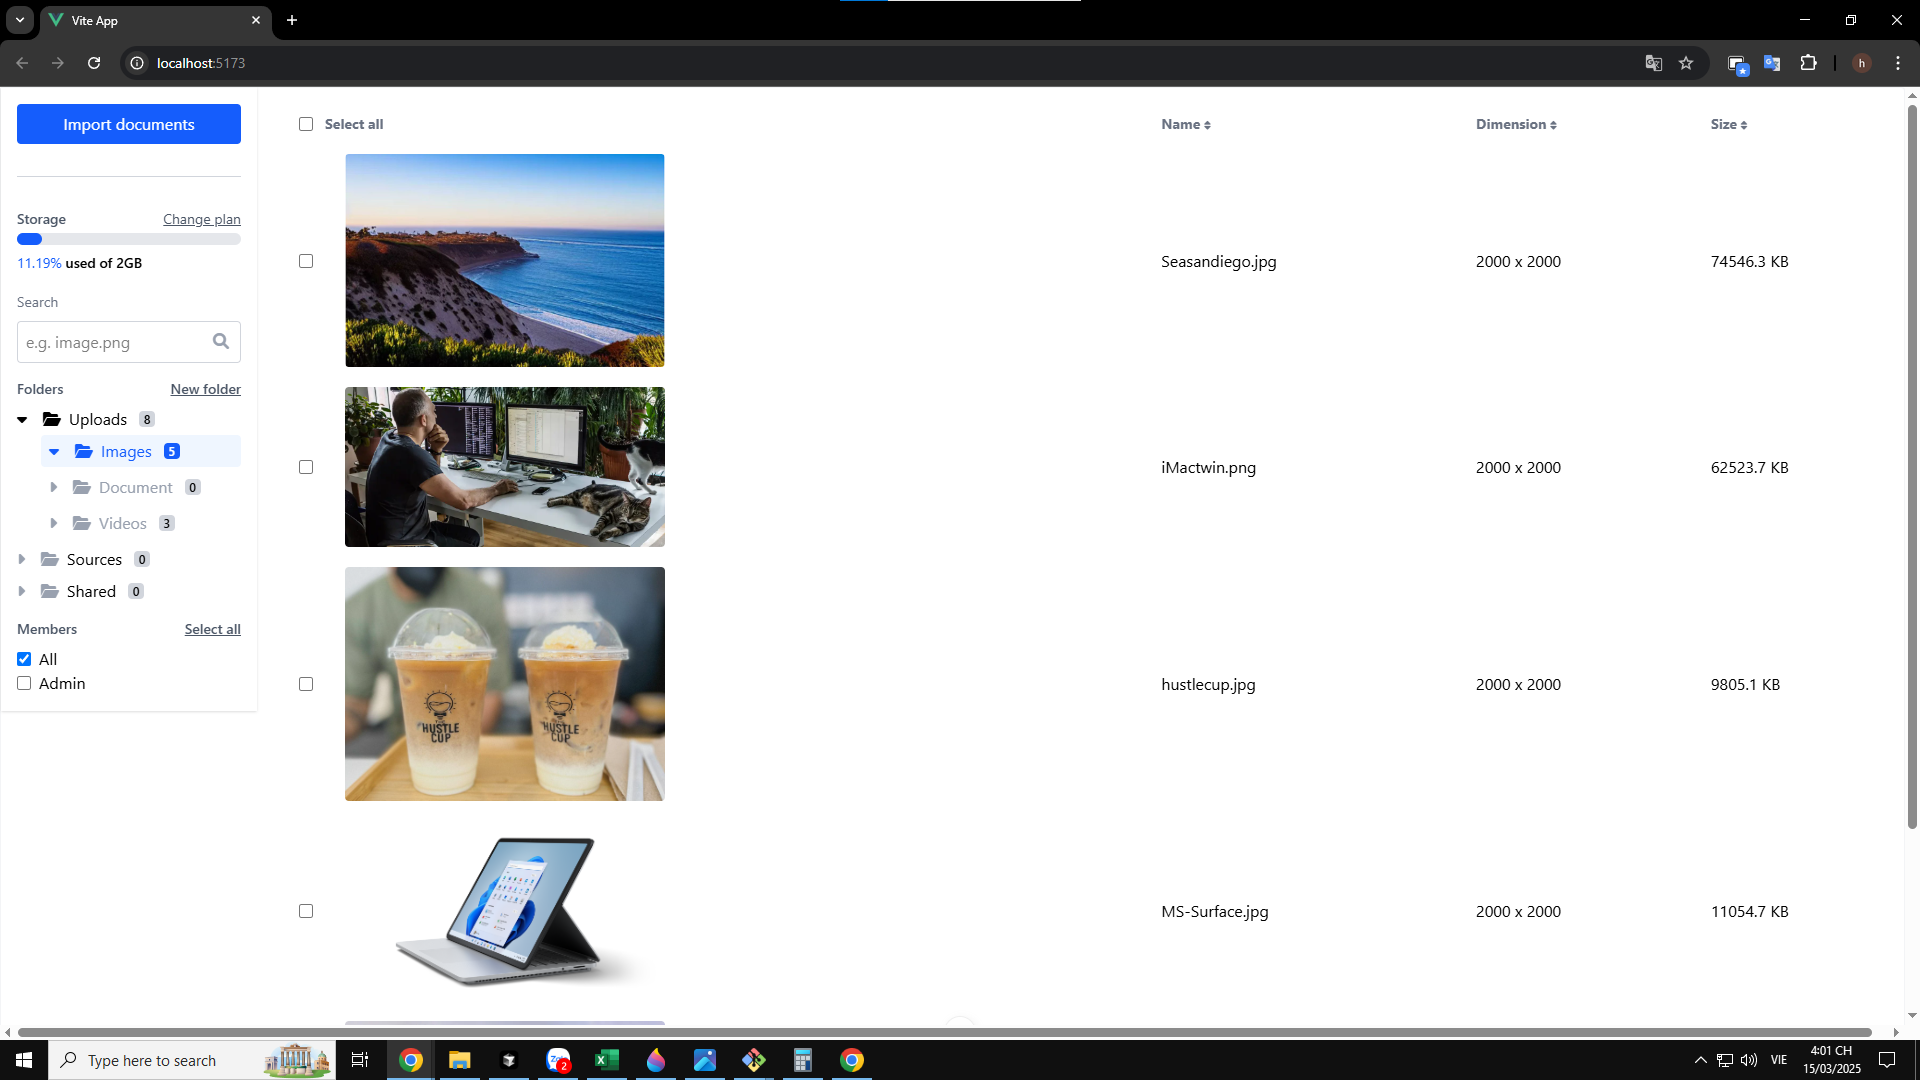 Vite App
localhost:5173
h
Import documents
Storage Change plan
11.19% used of 2GB
Search
e.g. image.png
Folders New folder
Uploads 8
Images 5
Document 0
Videos 3
Sources 0
Shared 0
Members Select all
All
Admin
Select all Name Dimension Size
Seasandiego.jpg 2000 x 2000 74546.3 KB
iMactwin.png 2000 x 2000 62523.7 KB
HUSTLE CUP
HUSTLE CUP
hustlecup.jpg 2000 x 2000 9805.1 KB
MS-Surface.jpg 2000 x 2000 11054.7 KB
Type here to search
2
VIE
4:01 CH
15/03/2025